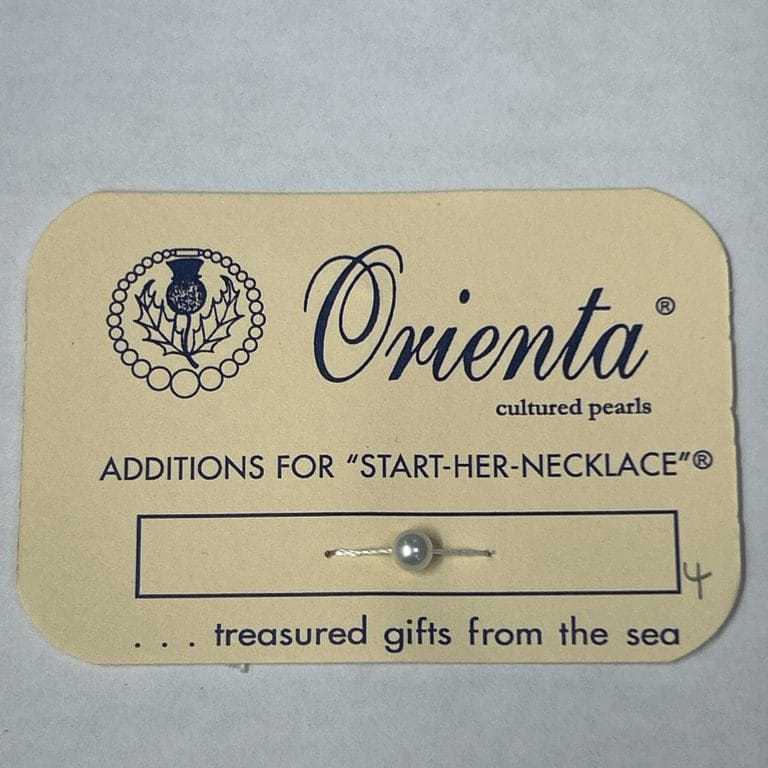 Orienta®
cultured pearls
ADDITIONS FOR "START-HER-NECKLACE"®
4
. . . treasured gifts from the sea